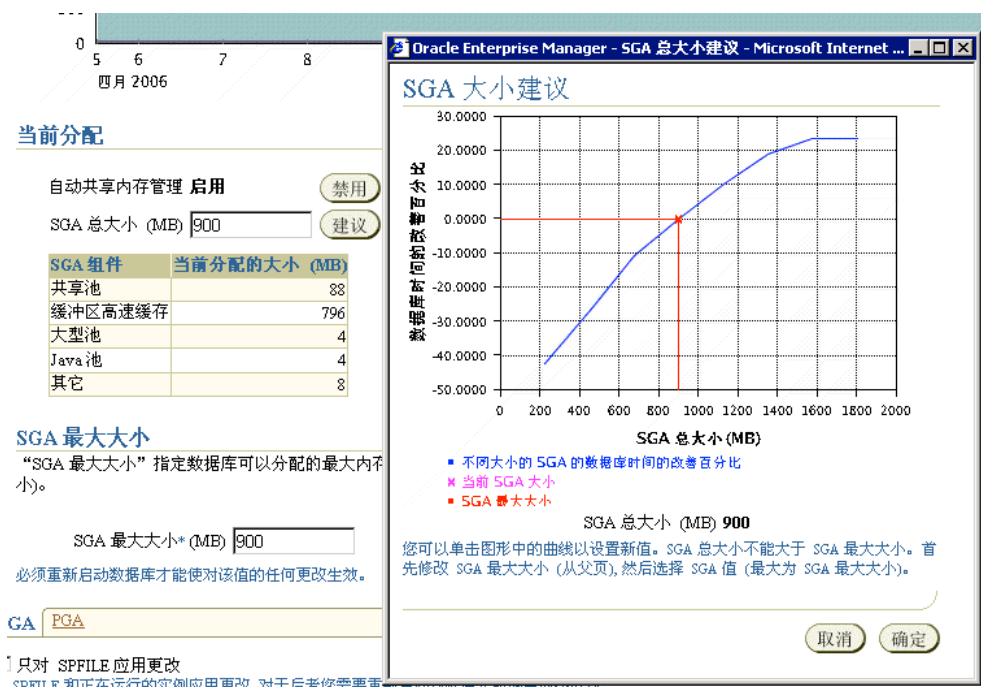 0
5 6 7 8
四月 2006
当前分配
自动共享内存管理 启用
禁用
SGA 总大小 (MB) 900
建议
SGA 组件 当前分配的大小 (MB)
共享池 88
缓冲区高速缓存 796
大型池 4
Java 池 4
其它 8
SGA 最大大小
“SGA 最大大小”指定数据库可以分配的最大内存
小)。
SGA 最大大小* (MB) 900
必须重新启动数据库才能使对该值的任何更改生效。
GA PGA
只对 SPFILE 应用更改
Oracle Enterprise Manager - SGA 总大小建议 - Microsoft Internet ...
SGA 大小建议
数据库时间的改善百分比
30.0000
20.0000
10.0000
0.0000
-10.0000
-20.0000
-30.0000
-40.0000
-50.0000
0 200 400 600 800 1000 1200 1400 1600 1800 2000
SGA 总大小(MB)
不同大小的 SGA 的数据库时间的改善百分比
当前 SGA 大小
SGA 最大大小
SGA 总大小 (MB) 900
您可以单击图形中的曲线以设置新值。SGA 总大小不能大于 SGA 最大大小。首
先修改 SGA 最大大小 (从父页), 然后选择 SGA 值 (最大为 SGA 最大大小)。
取消 确定